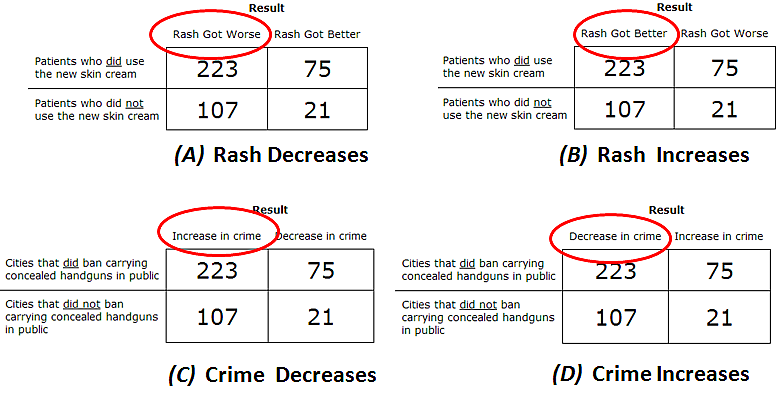 Result
Rash Got Worse Rash Got Better
Patients who did use
the new skin cream
223 75
Patients who did not
use the new skin cream
107 21
(A) Rash Decreases
Result
Rash Got Better Rash Got Worse
Patients who did use
the new skin cream
223 75
Patients who did not
use the new skin cream
107 21
(B) Rash Increases
Result
Increase in crime Decrease in crime
Cities that did ban carrying
concealed handguns in public
223 75
Cities that did not ban
carrying concealed handguns
in public
107 21
(C) Crime Decreases
Result
Decrease in crime Increase in crime
Cities that did ban carrying
concealed handguns in public
223 75
Cities that did not ban
carrying concealed handguns
in public
107 21
(D) Crime Increases